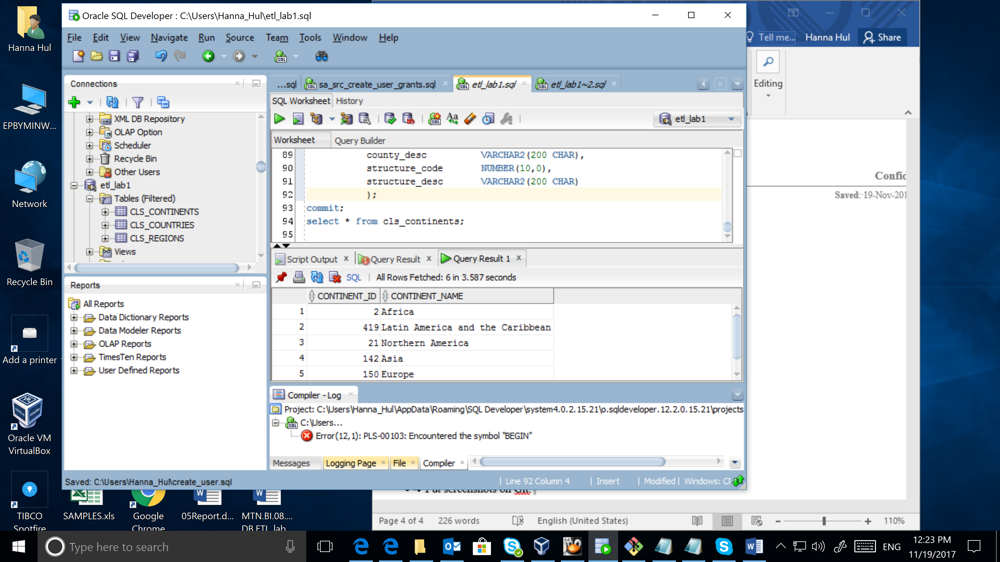 Hanna Hul
EPBYMINW...
Network
Recycle Bin
Add a printer
Oracle VM
VirtualBox
TIBCO
Spotfire
SAMPLES.xls
Google
Chrome
05Report.d...
MTN.BI.08....
DB.ETL_lab
Oracle SQL Developer : C:\Users\Hanna_Hul\etl_lab1.sql
File Edit View Navigate Run Source Team Tools Window Help
Connections
XML DB Repository
OLAP Option
Scheduler
Recycle Bin
Other Users
etl_lab1
Tables (Filtered)
CLS_CONTINENTS
CLS_COUNTRIES
CLS_REGIONS
Views
Reports
All Reports
Data Dictionary Reports
Data Modeler Reports
OLAP Reports
TimesTen Reports
User Defined Reports
...sql sa_src_create_user_grants.sql etl_lab1.sql etl_lab1~2.sql
SQL Worksheet History
etl_lab1
Worksheet Query Builder
89 county_desc VARCHAR2(200 CHAR),
90 structure_code NUMBER(10,0),
91 structure_desc VARCHAR2(200 CHAR)
92 );
93 commit;
94 select * from cls_continents;
95
Script Output Query Result Query Result 1
SQL All Rows Fetched: 6 in 3.587 seconds
CONTINENT_ID CONTINENT_NAME
1 2 Africa
2 419 Latin America and the Caribbean
3 21 Northern America
4 142 Asia
5 150 Europe
Compiler - Log
Project: C:\Users\Hanna_Hul\AppData\Roaming\SQL Developer\system4.0.2.15.21\o.sqldeveloper.12.2.0.15.21\projects
C:\Users...
Error(12,1): PLS-00103: Encountered the symbol "BEGIN"
Messages Logging Page File Compiler
Saved: C:\Users\Hanna_Hul\create_user.sql
Line 92 Column 4 Insert Modified Windows: CF
Tell me... Hanna Hul Share
Editing
Confid
Saved: 19-Nov-201
Put screenshots on Git.
Page 4 of 4 226 words English (United States) 110%
Type here to search
64
ENG
12:23 PM
11/19/2017